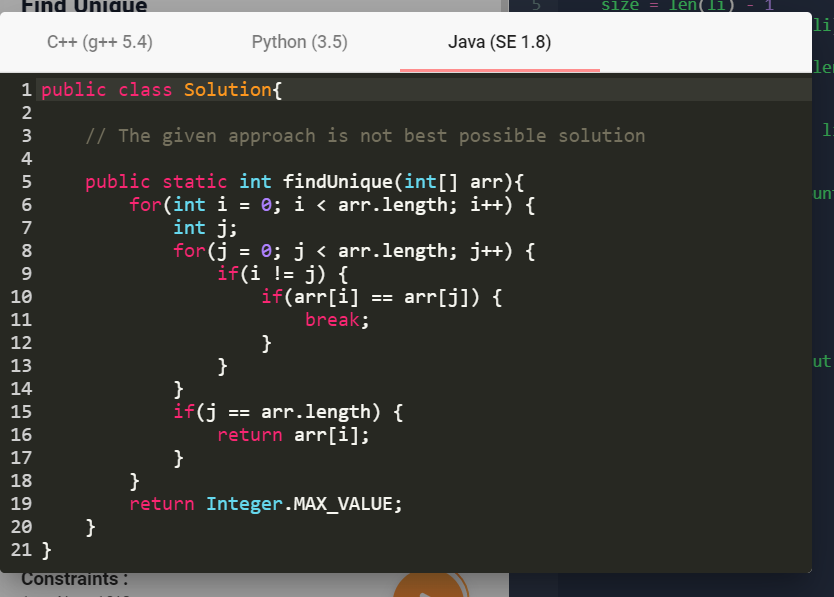 Find Unique
5 size = len(li) - 1
C++ (g++ 5.4) Python (3.5) Java (SE 1.8)
li
1 public class Solution{
2
3 // The given approach is not best possible solution
4
5 public static int findUnique(int[] arr){
6 for(int i = 0; i < arr.length; i++) {
7 int j;
8 for(j = 0; j < arr.length; j++) {
9 if(i != j) {
10 if(arr[i] == arr[j]) {
11 break;
12 }
13 }
14 }
15 if(j == arr.length) {
16 return arr[i];
17 }
18 }
19 return Integer.MAX_VALUE;
20 }
21 }
Constraints :